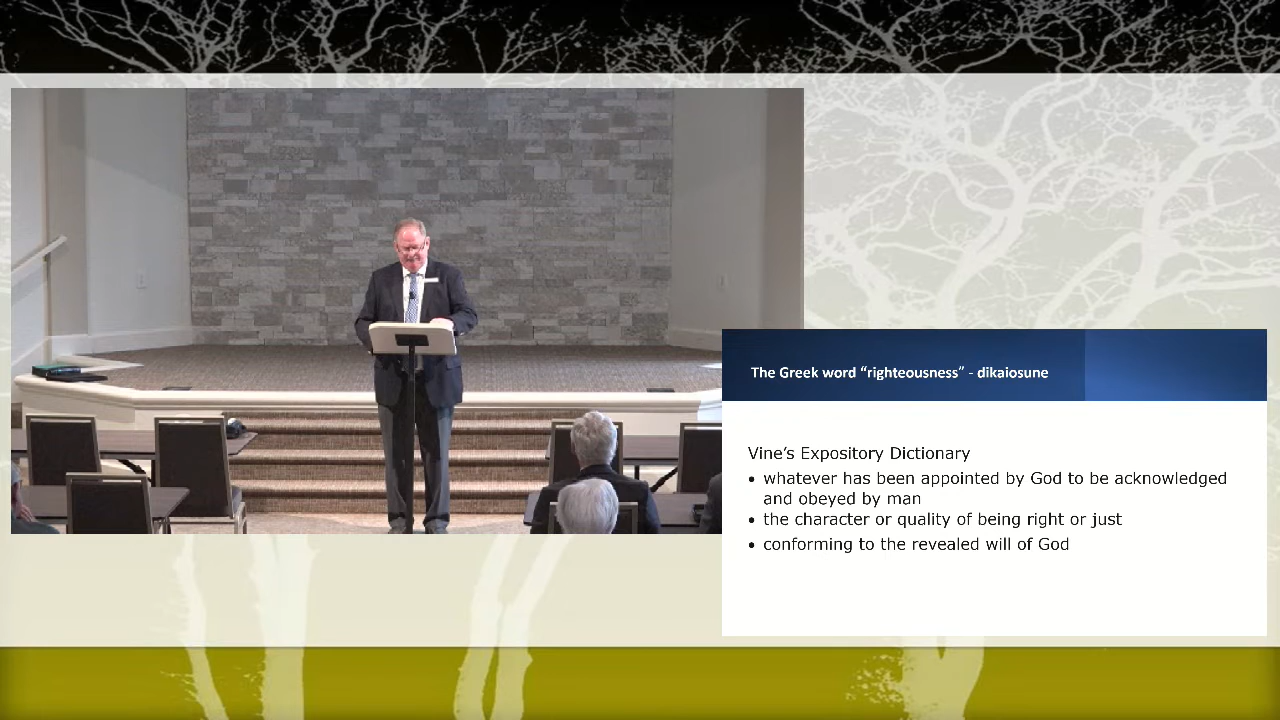 The Greek word “righteousness” - dikaiosune
Vine’s Expository Dictionary
• whatever has been appointed by God to be acknowledged
and obeyed by man
• the character or quality of being right or just
• conforming to the revealed will of God